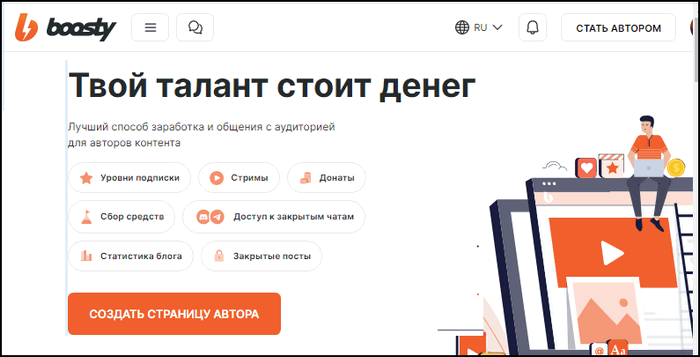 boosty
RU
СТАТЬ АВТОРОМ
Твой талант стоит денег
Лучший способ заработка и общения с аудиторией
для авторов контента
Уровни подписки
Стримы
Донаты
Сбор средств
Доступ к закрытым чатам
Статистика блога
Закрытые посты
СОЗДАТЬ СТРАНИЦУ АВТОРА
@
Aa